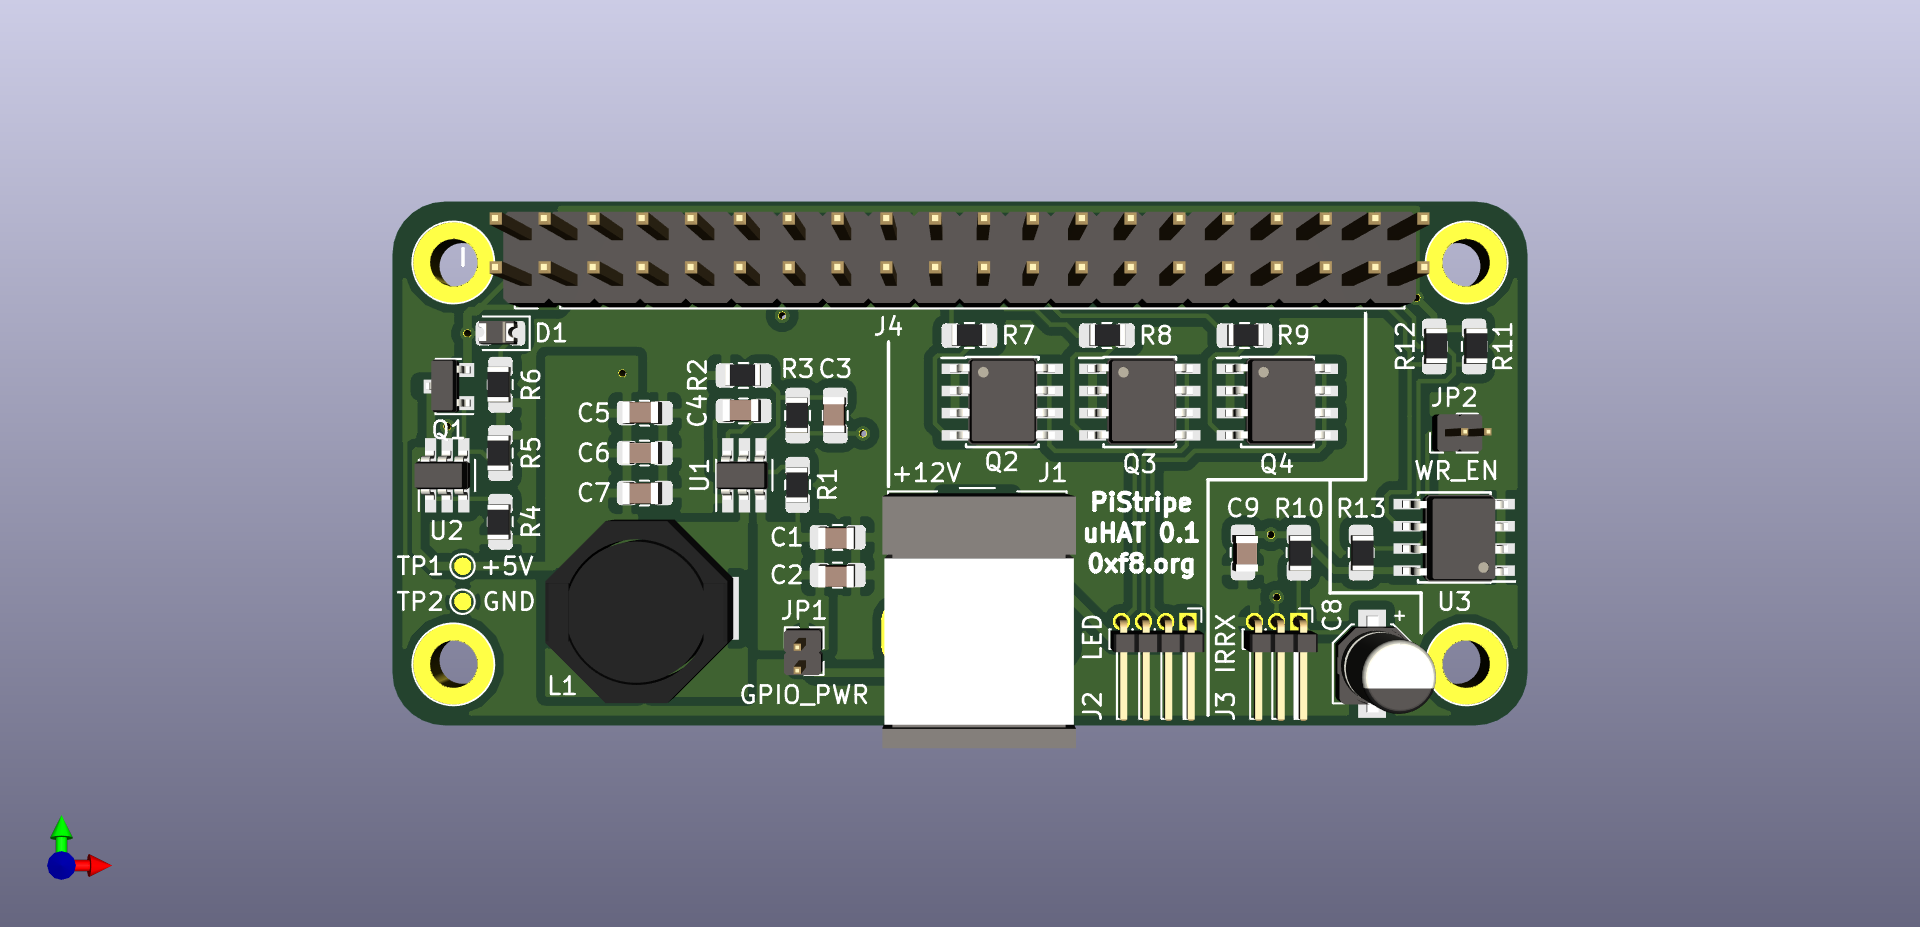 J4
D1
R7
R8
R9
R12
R11
R6
R2
R3
C3
JP2
C5
C4
Q1
R5
C6
U1
R1
+12V
J1
Q2
Q3
Q4
WR_EN
C7
PiStripe
uHAT 0.1
0xf8.org
C9
R10
R13
U2
R4
C1
TP1
+5V
C2
TP2
GND
JP1
LED
IRRX
C8
+
U3
L1
GPIO_PWR
J2
J3